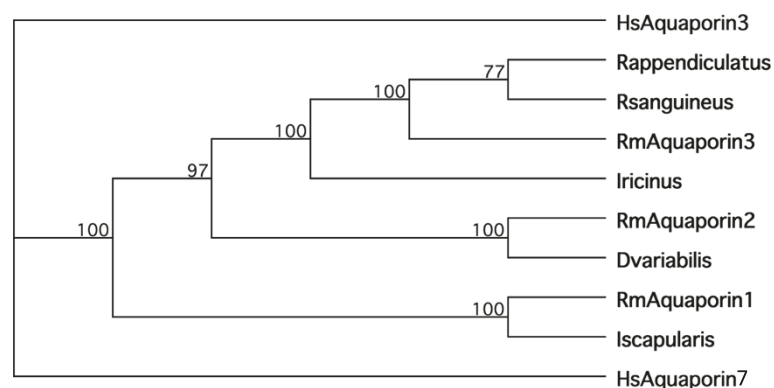 HsAquaporin3
Rappendiculatus
77
Rsanguineus
100
RmAquaporin3
100
Iricinus
97
RmAquaporin2
100
Dvariabilis
100
RmAquaporin1
100
Iscapularis
HsAquaporin7